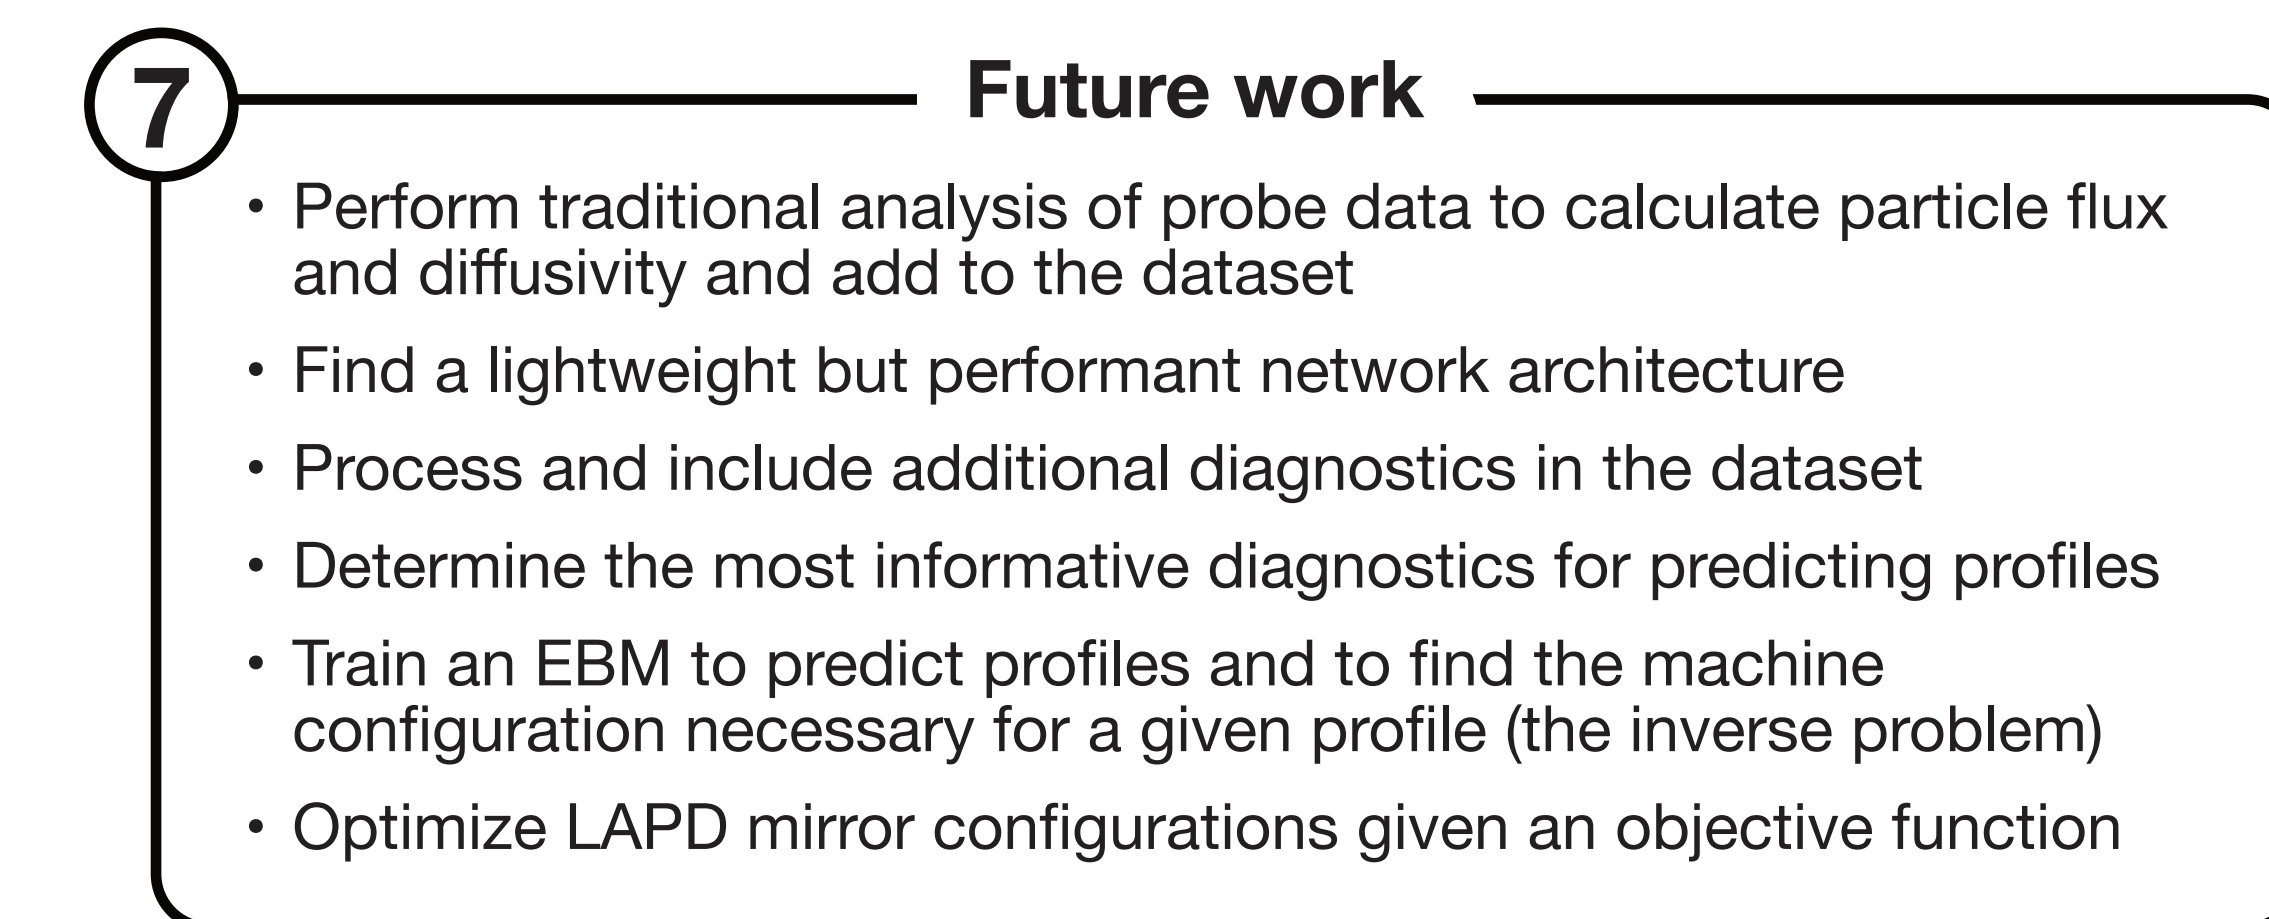 7
Future work
• Perform traditional analysis of probe data to calculate particle flux
and diffusivity and add to the dataset
• Find a lightweight but performant network architecture
• Process and include additional diagnostics in the dataset
• Determine the most informative diagnostics for predicting profiles
• Train an EBM to predict profiles and to find the machine
configuration necessary for a given profile (the inverse problem)
• Optimize LAPD mirror configurations given an objective function